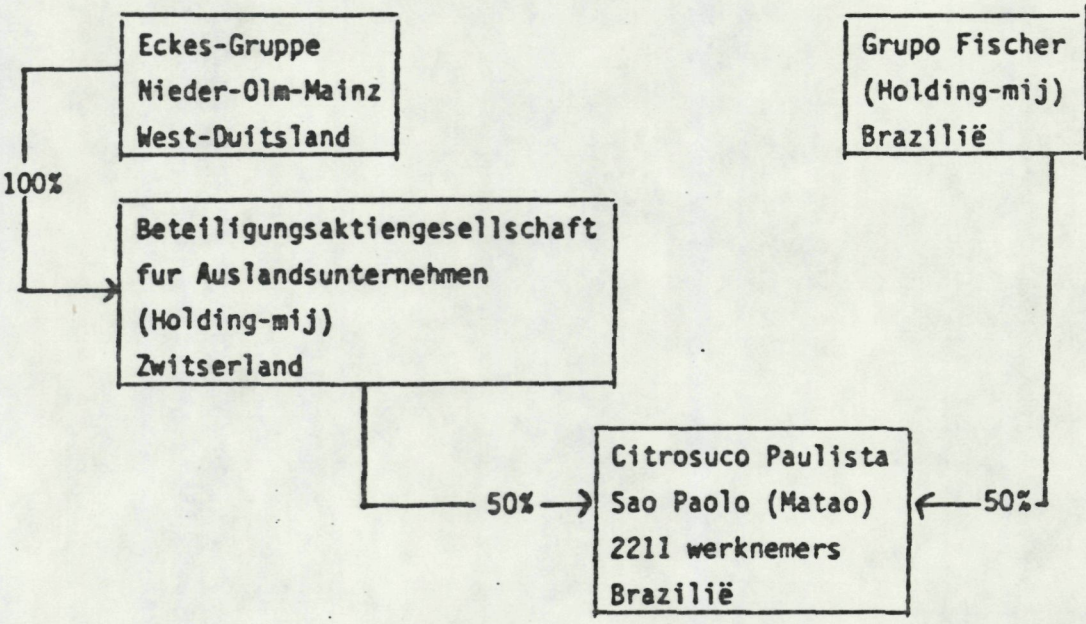 Eckes-Gruppe
Nieder-Olm-Mainz
West-Duitsland
Grupo Fischer
(Holding-mij)
Brazilië
100%
Beteiligungsaktiengesellschaft
fur Auslandsunternehmen
(Holding-mij)
Zwitserland
50%
Citrosuco Paulista
Sao Paolo (Matao)
2211 werknemers
Brazilië
50%